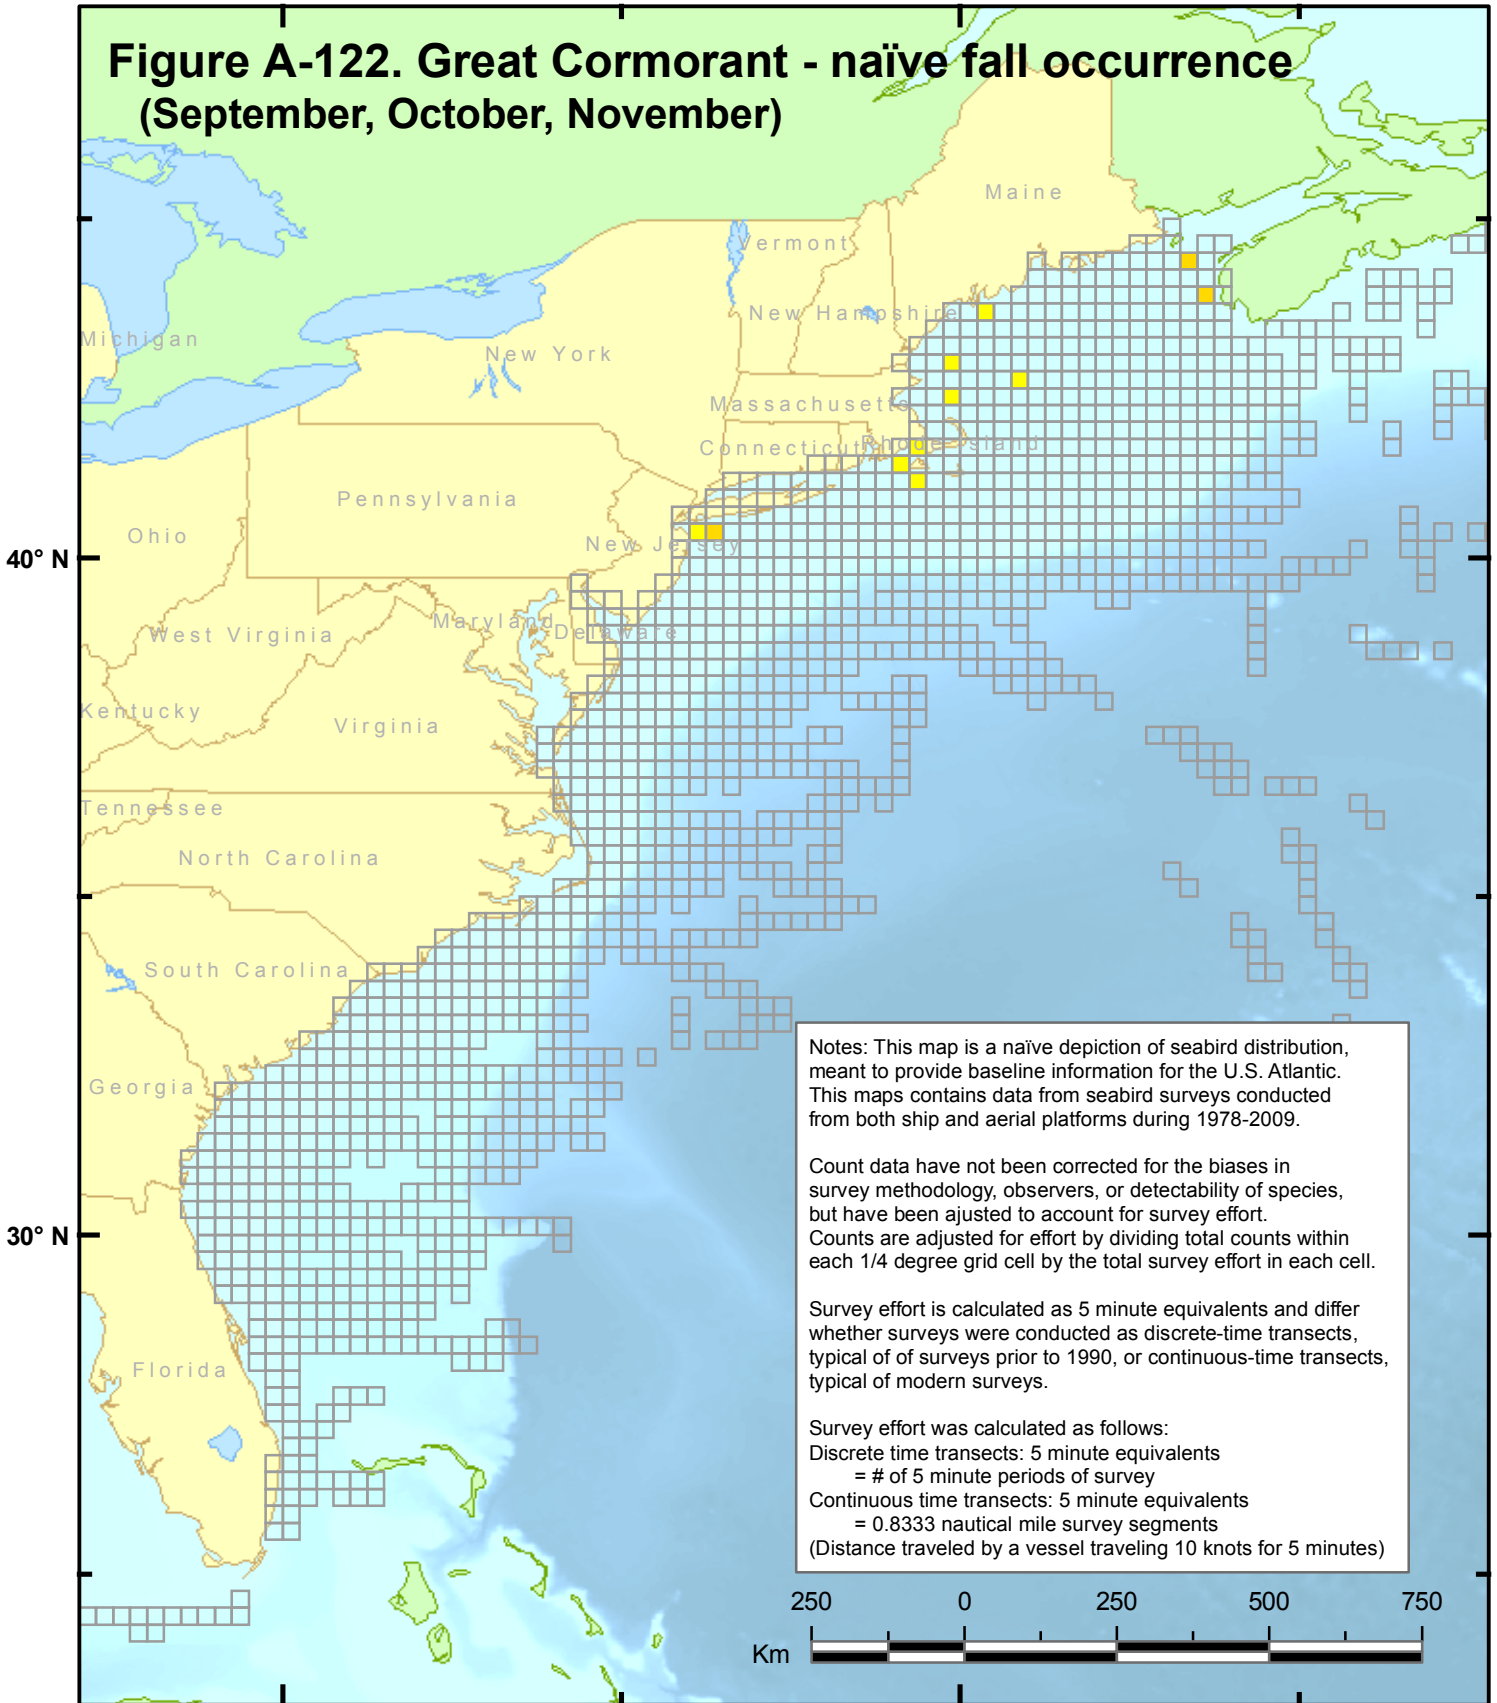 Figure A-122. Great Cormorant - naïve fall occurrence
(September, October, November)
Maine
Vermont
New Hampshire
Michigan
New York
Massachusetts
Connecticut
Rhode Island
Pennsylvania
Ohio
New Jersey
40° N
Maryland
Delaware
West Virginia
Kentucky
Virginia
Tennessee
North Carolina
South Carolina
Georgia
30° N
Florida
Notes: This map is a naïve depiction of seabird distribution,
meant to provide baseline information for the U.S. Atlantic.
This maps contains data from seabird surveys conducted
from both ship and aerial platforms during 1978-2009.
Count data have not been corrected for the biases in
survey methodology, observers, or detectability of species,
but have been ajusted to account for survey effort.
Counts are adjusted for effort by dividing total counts within
each 1/4 degree grid cell by the total survey effort in each cell.
Survey effort is calculated as 5 minute equivalents and differ
whether surveys were conducted as discrete-time transects,
typical of of surveys prior to 1990, or continuous-time transects,
typical of modern surveys.
Survey effort was calculated as follows:
Discrete time transects: 5 minute equivalents
= # of 5 minute periods of survey
Continuous time transects: 5 minute equivalents
= 0.8333 nautical mile survey segments
(Distance traveled by a vessel traveling 10 knots for 5 minutes)
250 0 250 500 750
Km